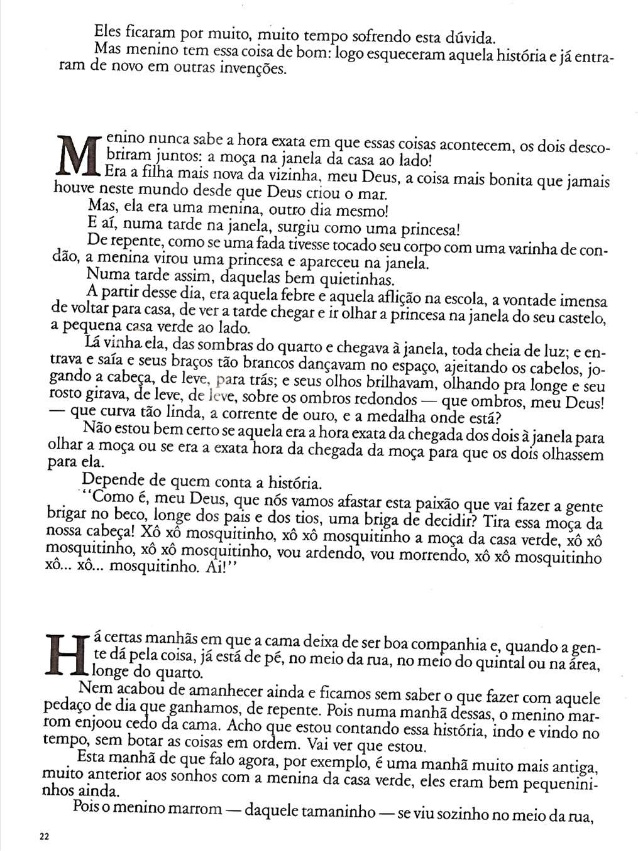 Eles ficaram por muito, muito tempo sofrendo esta dúvida.
Mas menino tem essa coisa de bom: logo esqueceram aquela história e já entra-
ram de novo em outras invenções.
Menino nunca sabe a hora exata em que essas coisas acontecem, os dois desco-
briram juntos: a moça na janela da casa ao lado!
Era a filha mais nova da vizinha, meu Deus, a coisa mais bonita que jamais
houve neste mundo desde que Deus criou o mar.
Mas, ela era uma menina, outro dia mesmo!
E aí, numa tarde na janela, surgiu como uma princesa!
De repente, como se uma fada tivesse tocado seu corpo com uma varinha de con-
dão, a menina virou uma princesa e apareceu na janela.
Numa tarde assim, daquelas bem quietinhas.
A partir desse dia, era aquela febre e aquela aflição na escola, a vontade imensa
de voltar para casa, de ver a tarde chegar e ir olhar a princesa na janela do seu castelo,
a pequena casa verde ao lado.
Lá vinha ela, das sombras do quarto e chegava à janela, toda cheia de luz; e en-
trava e saía e seus braços tão brancos dançavam no espaço, ajeitando os cabelos, jo-
gando a cabeça, de leve, para trás; e seus olhos brilhavam, olhando pra longe e seu
rosto girava, de leve, de leve, sobre os ombros redondos — que ombros, meu Deus!
— que curva tão linda, a corrente de ouro, e a medalha onde está?
Não estou bem certo se aquela era a hora exata da chegada dos dois à janela para
olhar a moça ou se era a exata hora da chegada da moça para que os dois olhassem
para ela.
Depende de quem conta a história.
"Como é, meu Deus, que nós vamos afastar esta paixão que vai fazer a gente
brigar no beco, longe dos pais e dos tios, uma briga de decidir? Tira essa moça da
nossa cabeça! Xô xô mosquitinho, xô xô mosquitinho a moça da casa verde, xô xô
mosquitinho, xô xô mosquitinho, vou ardendo, vou morrendo, xô xô mosquitinho
xô... xô... mosquitinho. Ai!"
Há certas manhãs em que a cama deixa de ser boa companhia e, quando a gen-
te dá pela coisa, já está de pé, no meio da rua, no meio do quintal ou na área,
longe do quarto.
Nem acabou de amanhecer ainda e ficamos sem saber o que fazer com aquele
pedaço de dia que ganhamos, de repente. Pois numa manhã dessas, o menino mar-
rom enjoou cedo da cama. Acho que estou contando essa história, indo e vindo no
tempo, sem botar as coisas em ordem. Vai ver que estou.
Esta manhã de que falo agora, por exemplo, é uma manhã muito mais antiga,
muito anterior aos sonhos com a menina da casa verde, eles eram bem pequenini-
nhos ainda.
Pois o menino marrom — daquele tamaninho — se viu sozinho no meio da rua,
22